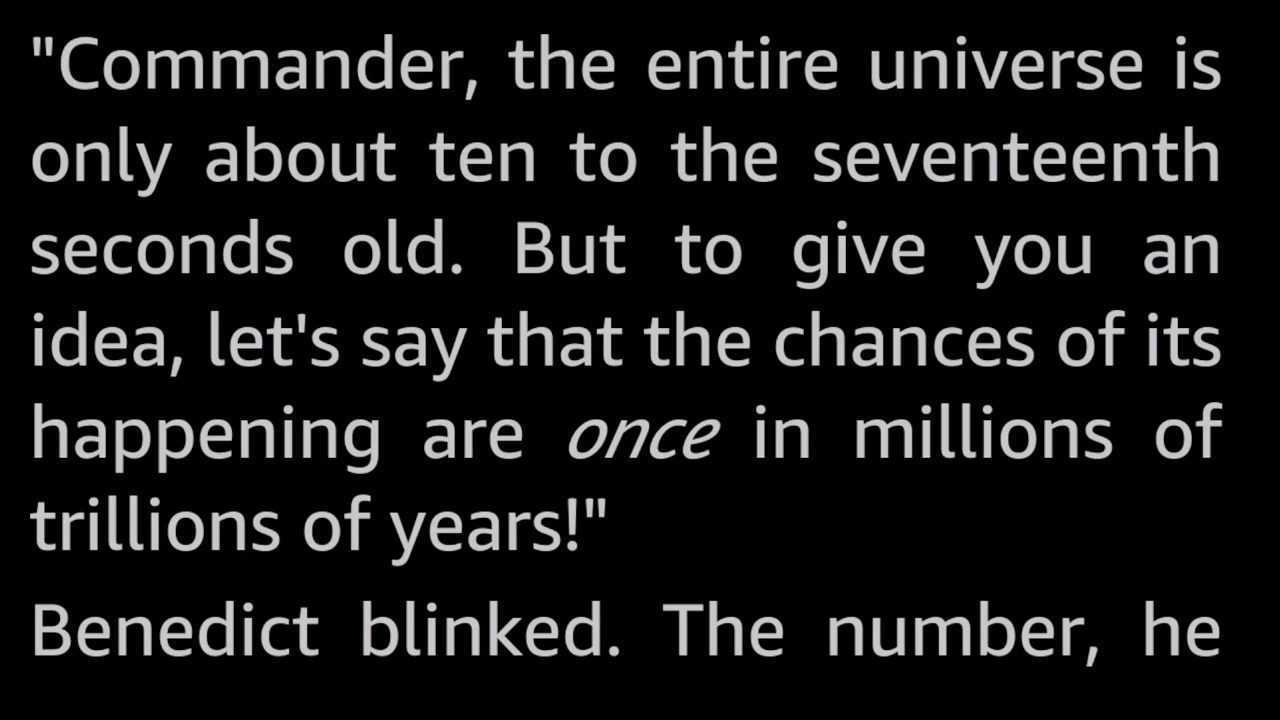 "Commander, the entire universe is
only about ten to the seventeenth
seconds old. But to give you an
idea, let's say that the chances of its
happening are once in millions of
trillions of years!"
Benedict blinked. The number, he